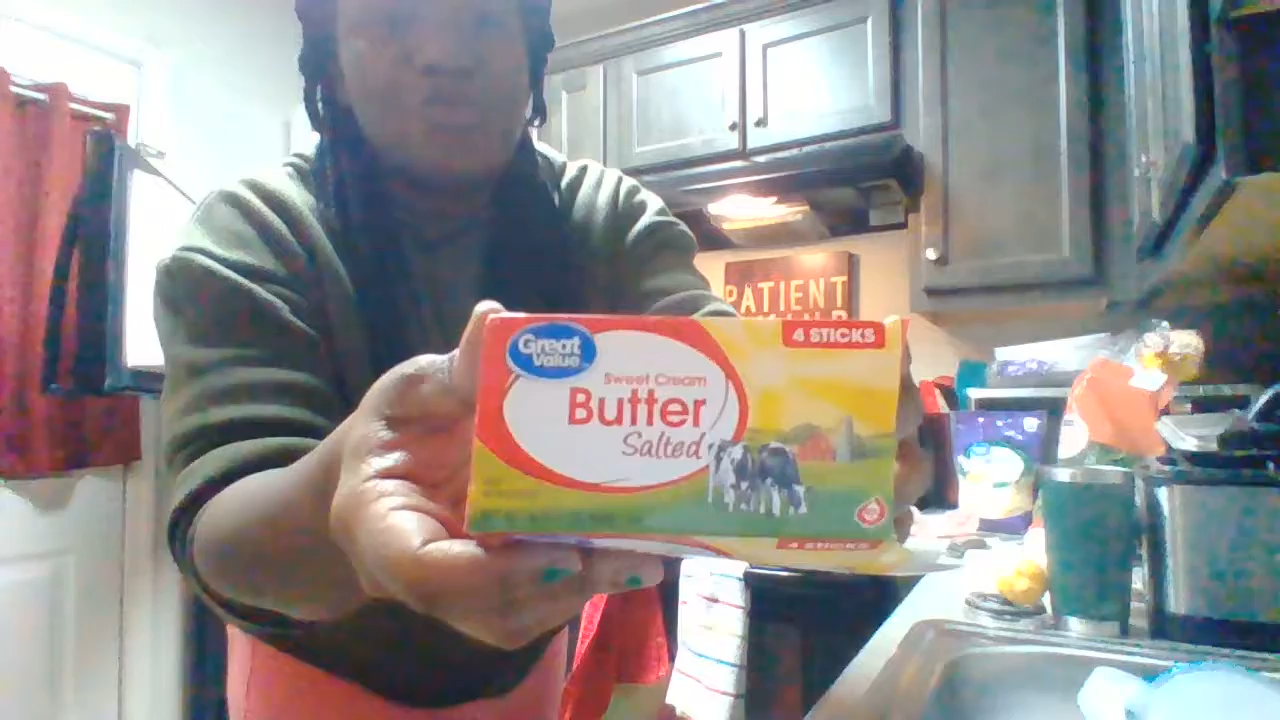 PATIENT
4 STICKS
Great
Value
Sweet Cream
Butter
Salted
4 STICKS